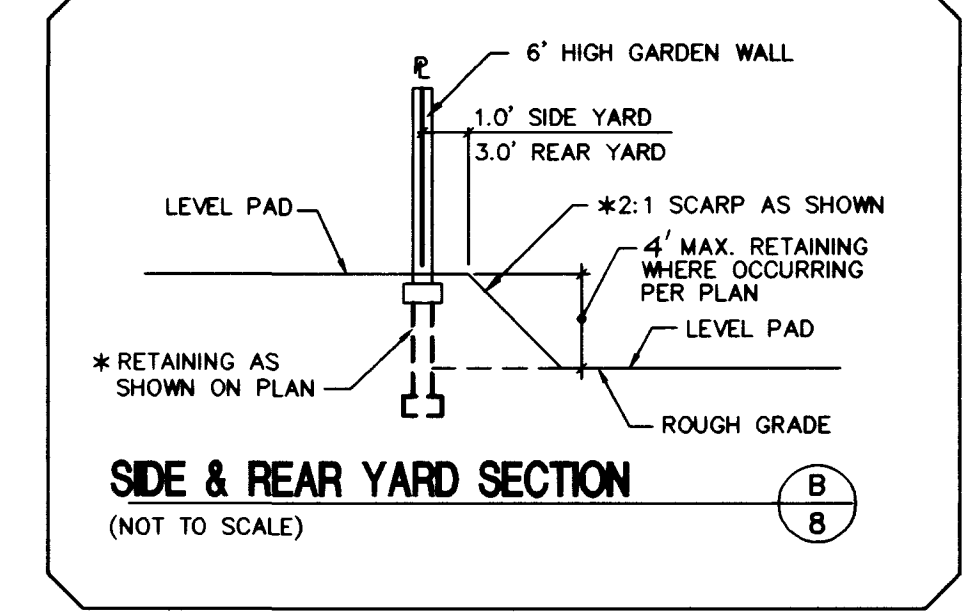 6' HIGH GARDEN WALL
PL
1.0' SIDE YARD
3.0' REAR YARD
LEVEL PAD
*2:1 SCARP AS SHOWN
4' MAX. RETAINING
WHERE OCCURRING
PER PLAN
LEVEL PAD
* RETAINING AS
SHOWN ON PLAN
ROUGH GRADE
SIDE & REAR YARD SECTION
(NOT TO SCALE)
B
8